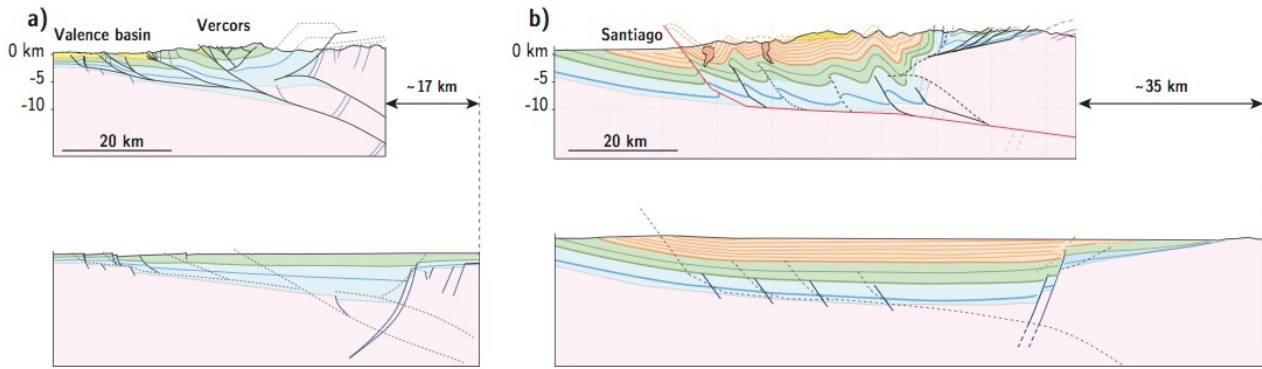 a)
Valence basin
Vercors
0 km
-5
-10
20 km
~ 17 km
b)
Santiago
0 km
-5
-10
20 km
~ 35 km